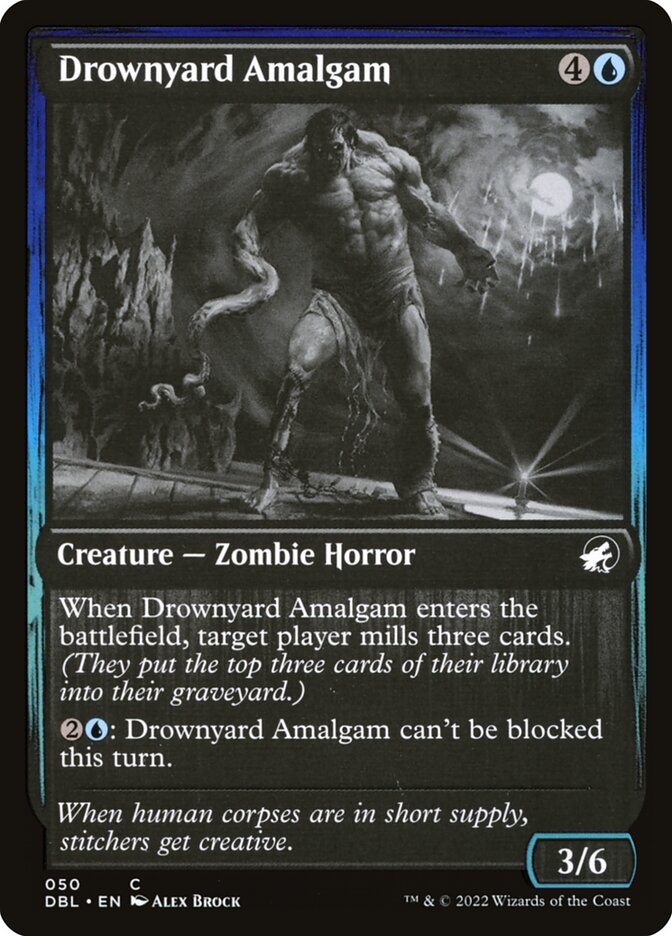 Drownyard Amalgam 4
Creature — Zombie Horror
When Drownyard Amalgam enters the
battlefield, target player mills three cards.
(They put the top three cards of their library
into their graveyard.)
2: Drownyard Amalgam can't be blocked
this turn.
When human corpses are in short supply,
stitchers get creative.
3/6
050 C
DBL • EN Alex Brock ™ & © 2022 Wizards of the Coast